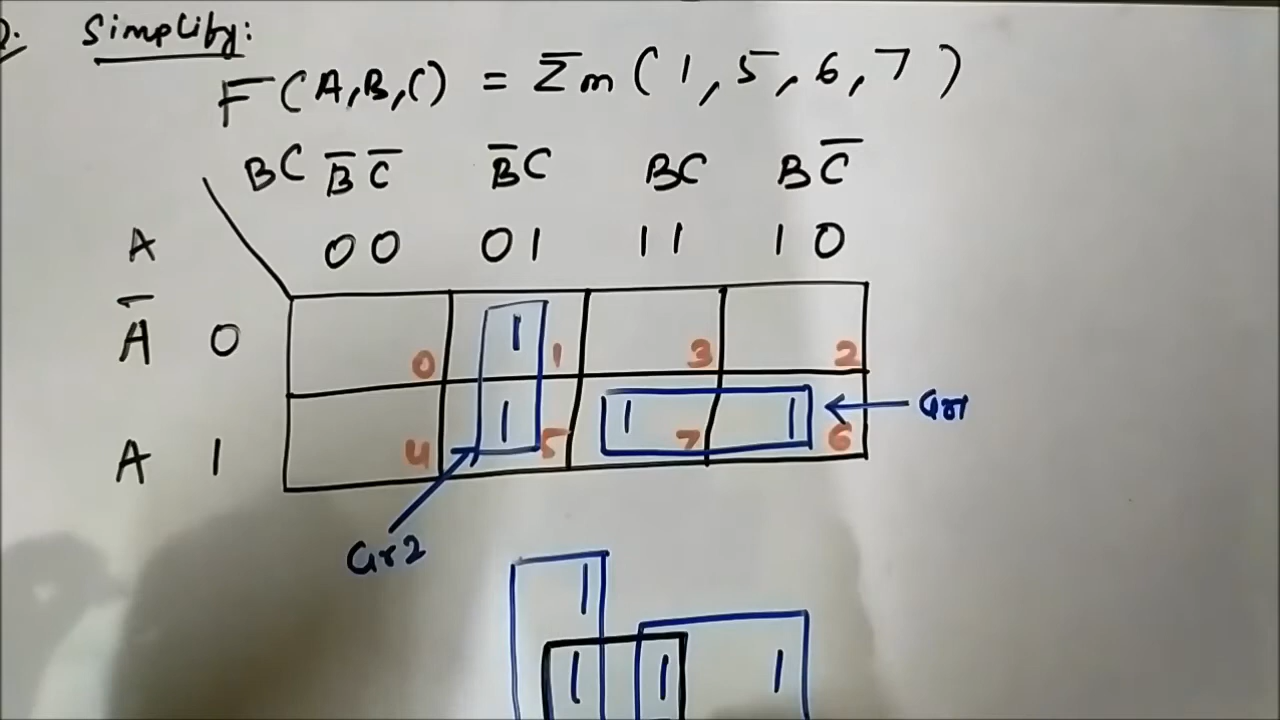 Q. Simplify:
F(A,B,C) = Σm(1,5,6,7)
BC B̅ C̅ B̅C BC BC̅
A 00 01 11 10
A̅ 0 1
0 1 3 2
A 1 1 1 1
4 5 7 6
Gr1
Gr2
1
1 1 1